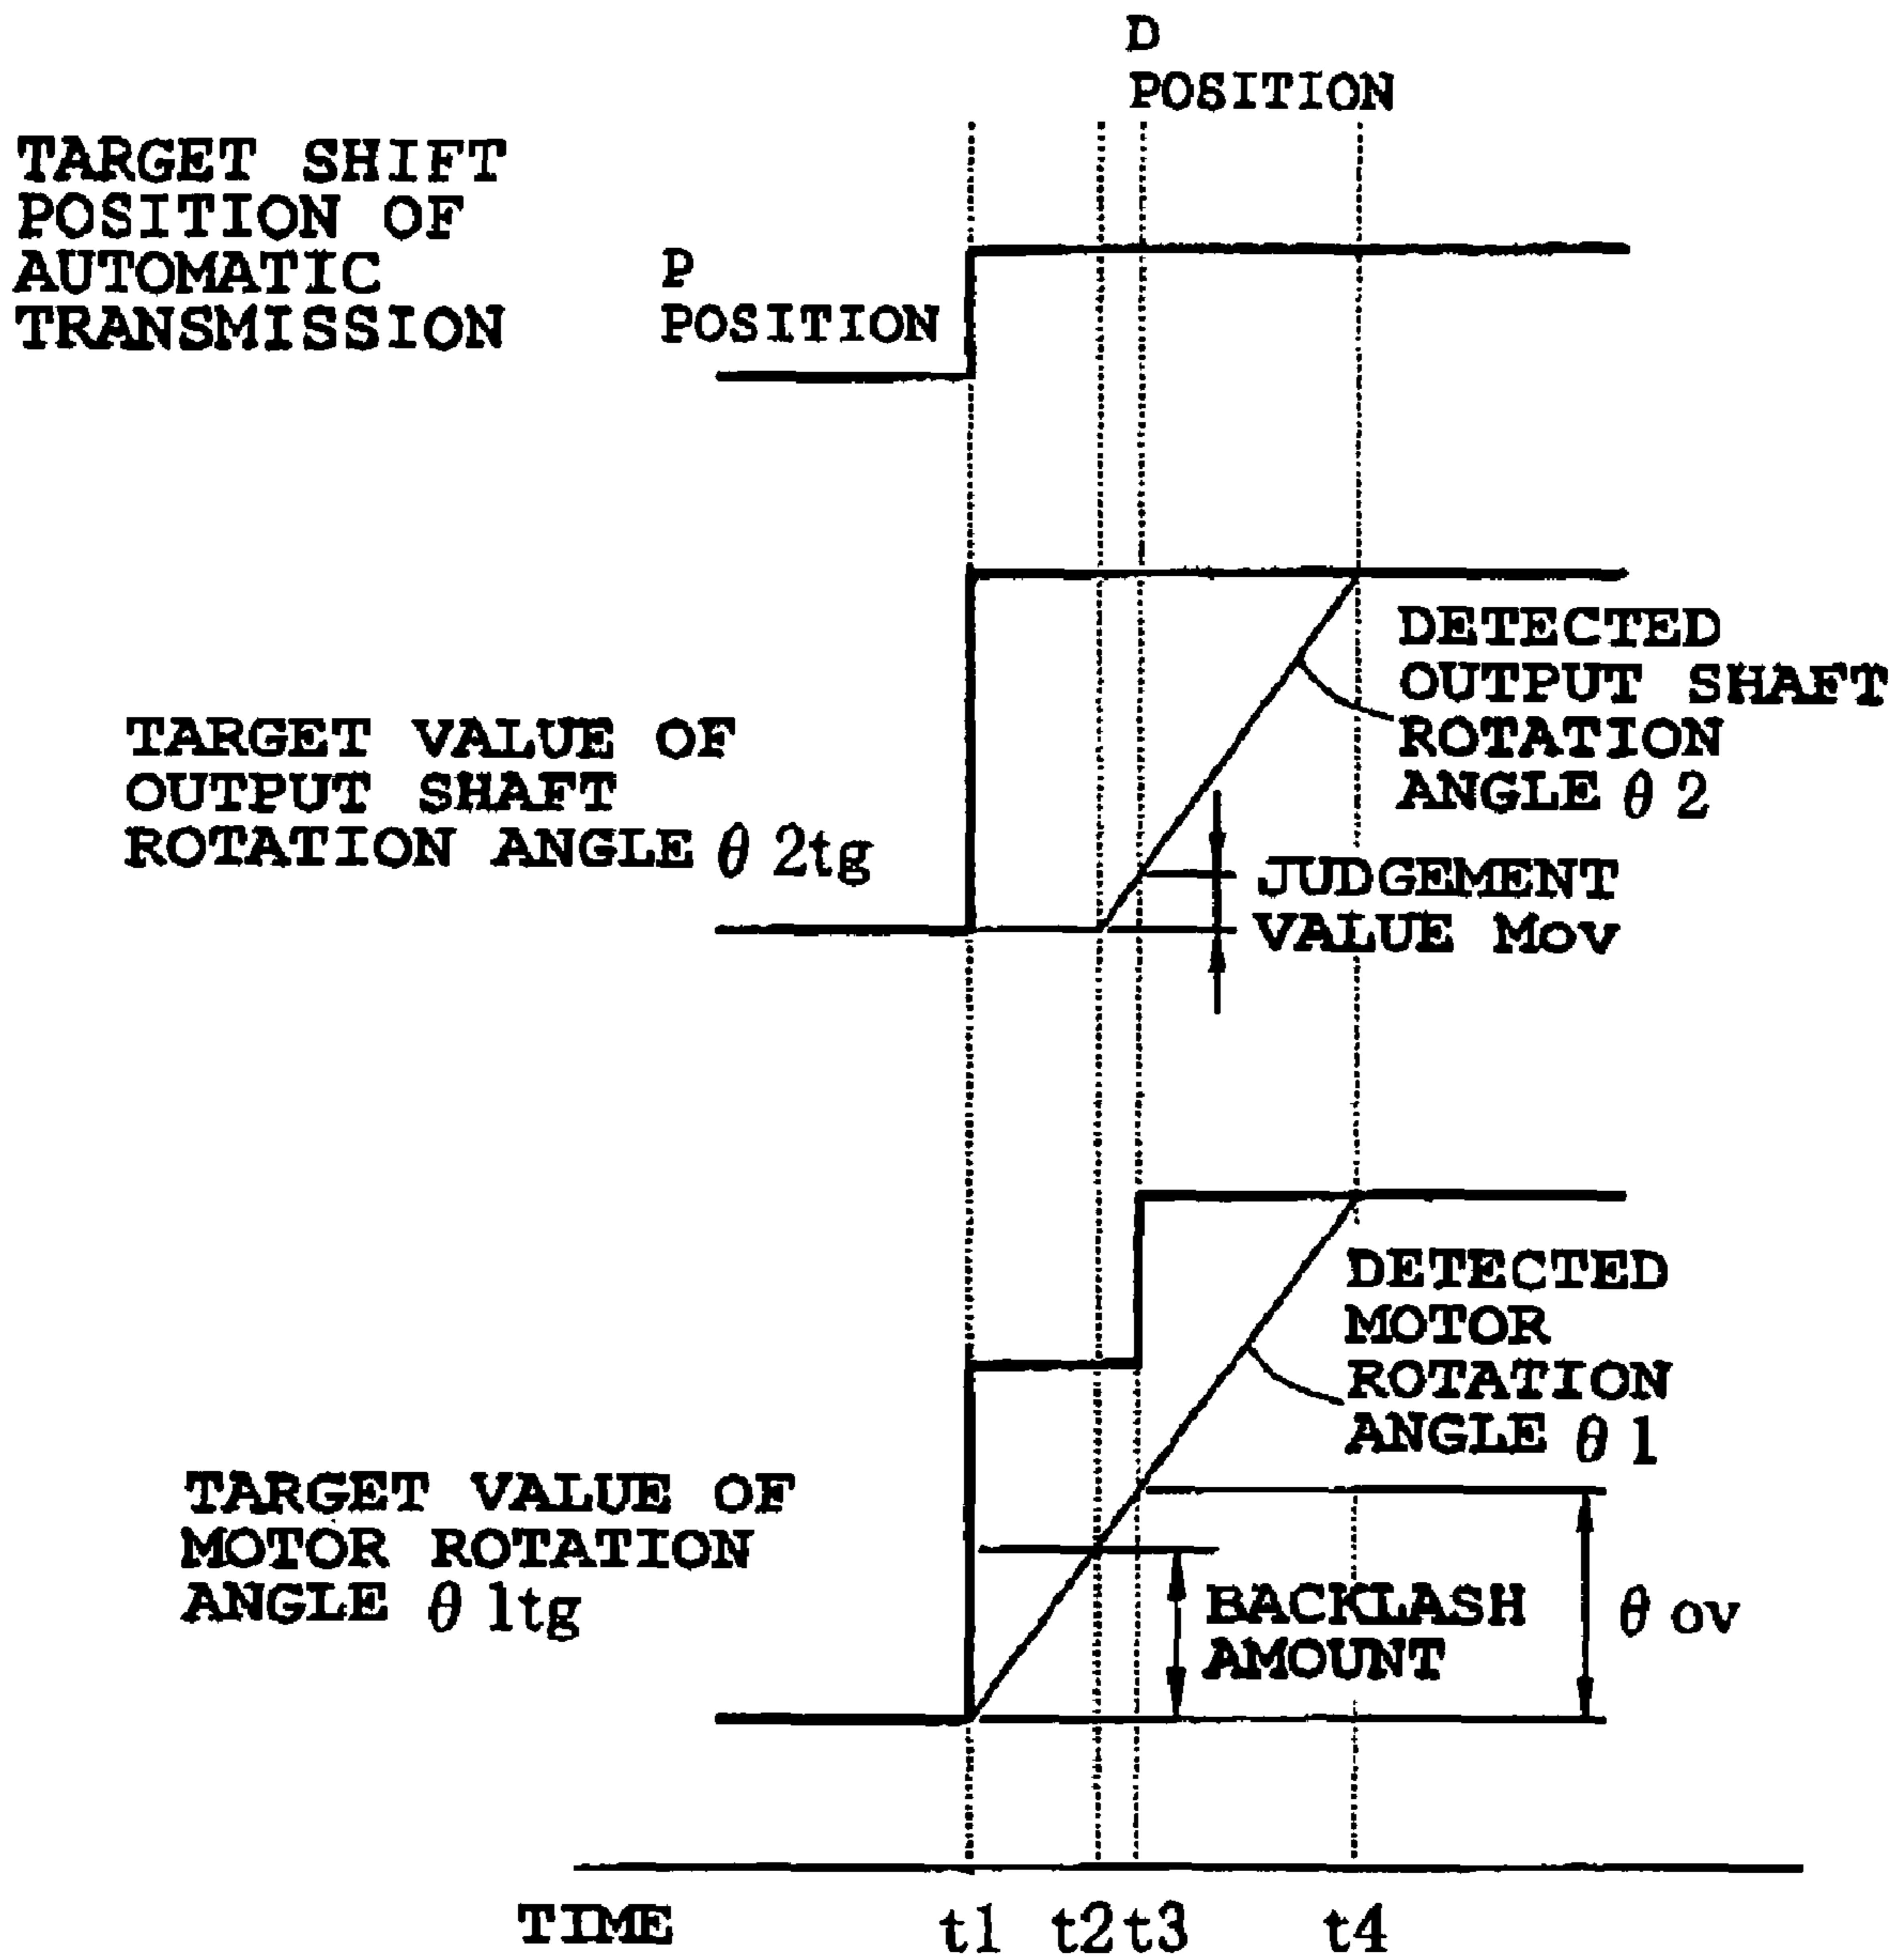 D
POSITION
TARGET SHIFT
POSITION OF
AUTOMATIC
TRANSMISSION
P
POSITION
DETECTED
OUTPUT SHAFT
ROTATION
ANGLE θ 2
TARGET VALUE OF
OUTPUT SHAFT
ROTATION ANGLE θ 2tg
JUDGEMENT
VALUE Mov
DETECTED
MOTOR
ROTATION
ANGLE θ 1
TARGET VALUE OF
MOTOR ROTATION
ANGLE θ 1tg
BACKLASH
AMOUNT
θ ov
TIME t1 t2 t3 t4